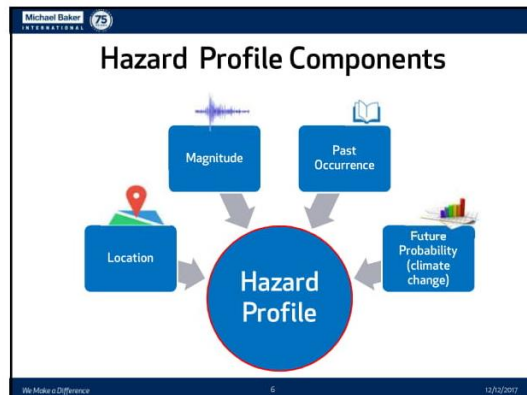 Michael Baker
INTERNATIONAL
75
Hazard Profile Components
Magnitude
Past
Occurrence
Location
Future
Probability
(climate
change)
Hazard
Profile
We Make a Difference
6
12/12/2017